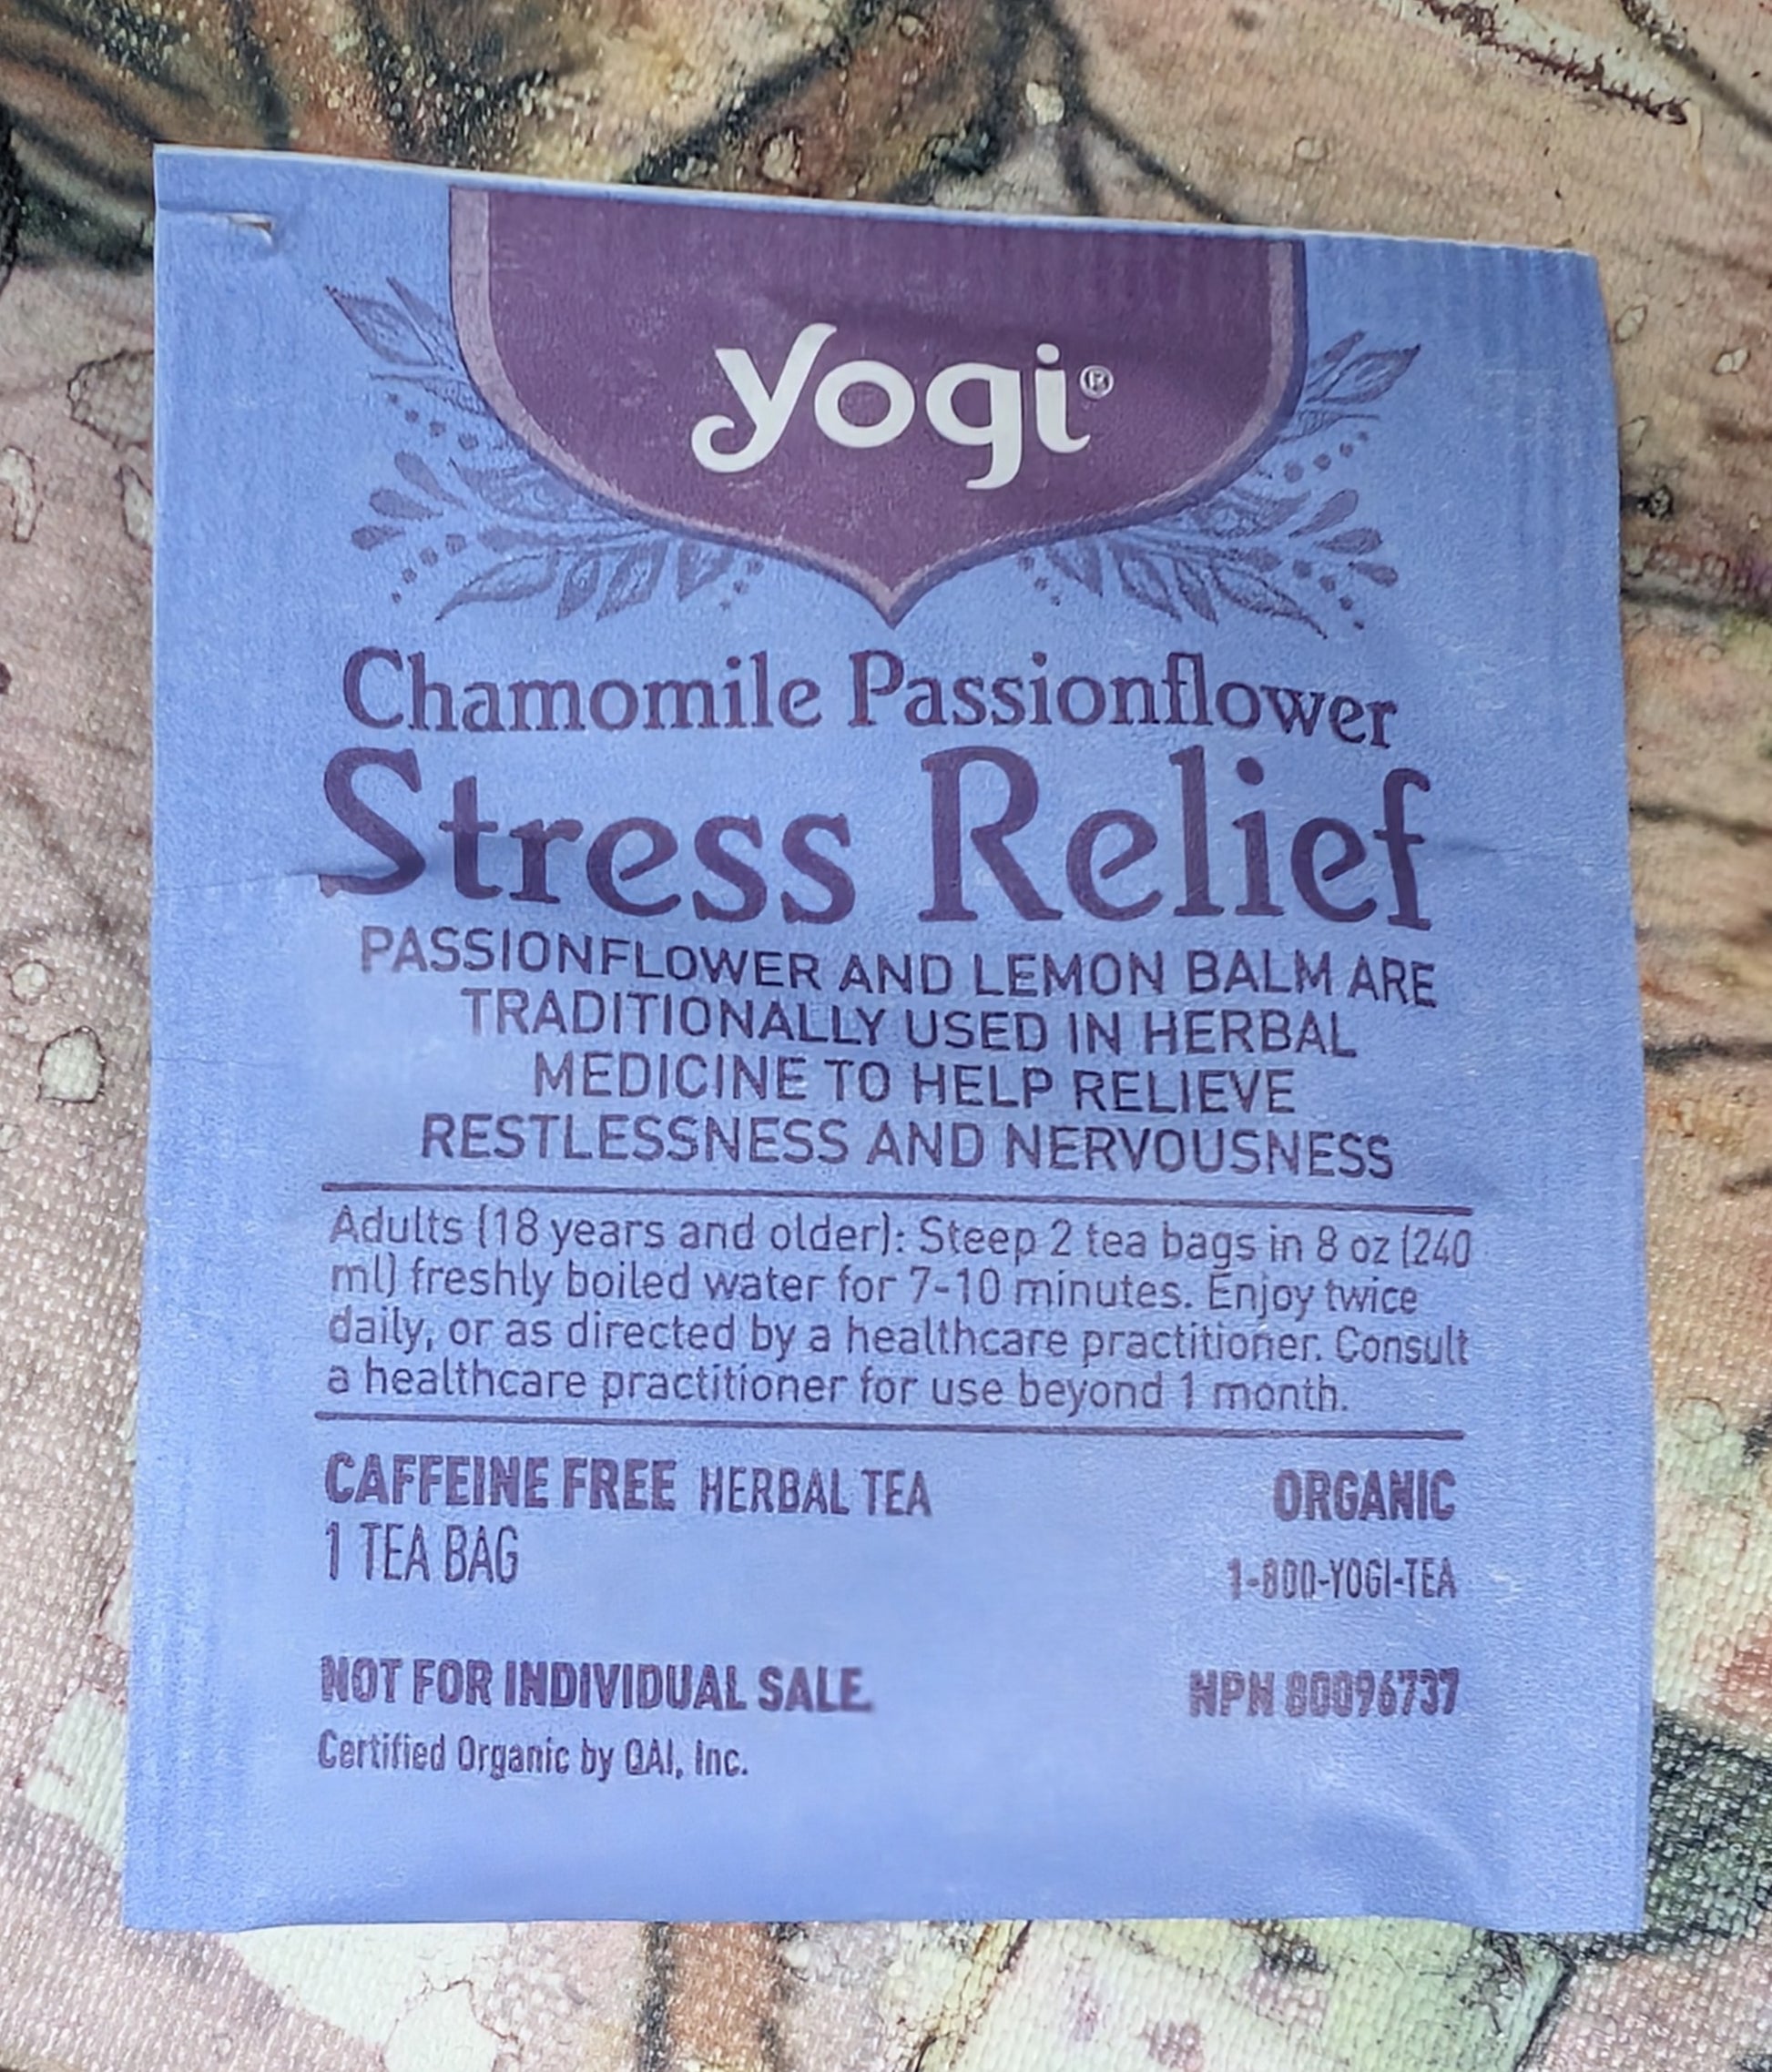 yogi®
Chamomile Passionflower
Stress Relief
PASSIONFLOWER AND LEMON BALM ARE
TRADITIONALLY USED IN HERBAL
MEDICINE TO HELP RELIEVE
RESTLESSNESS AND NERVOUSNESS
Adults (18 years and older): Steep 2 tea bags in 8 oz (240
ml) freshly boiled water for 7-10 minutes. Enjoy twice
daily, or as directed by a healthcare practitioner. Consult
a healthcare practitioner for use beyond 1 month.
CAFFEINE FREE HERBAL TEA
ORGANIC
1 TEA BAG
1-800-YOGI-TEA
NOT FOR INDIVIDUAL SALE
NPN 80096737
Certified Organic by QAI, Inc.